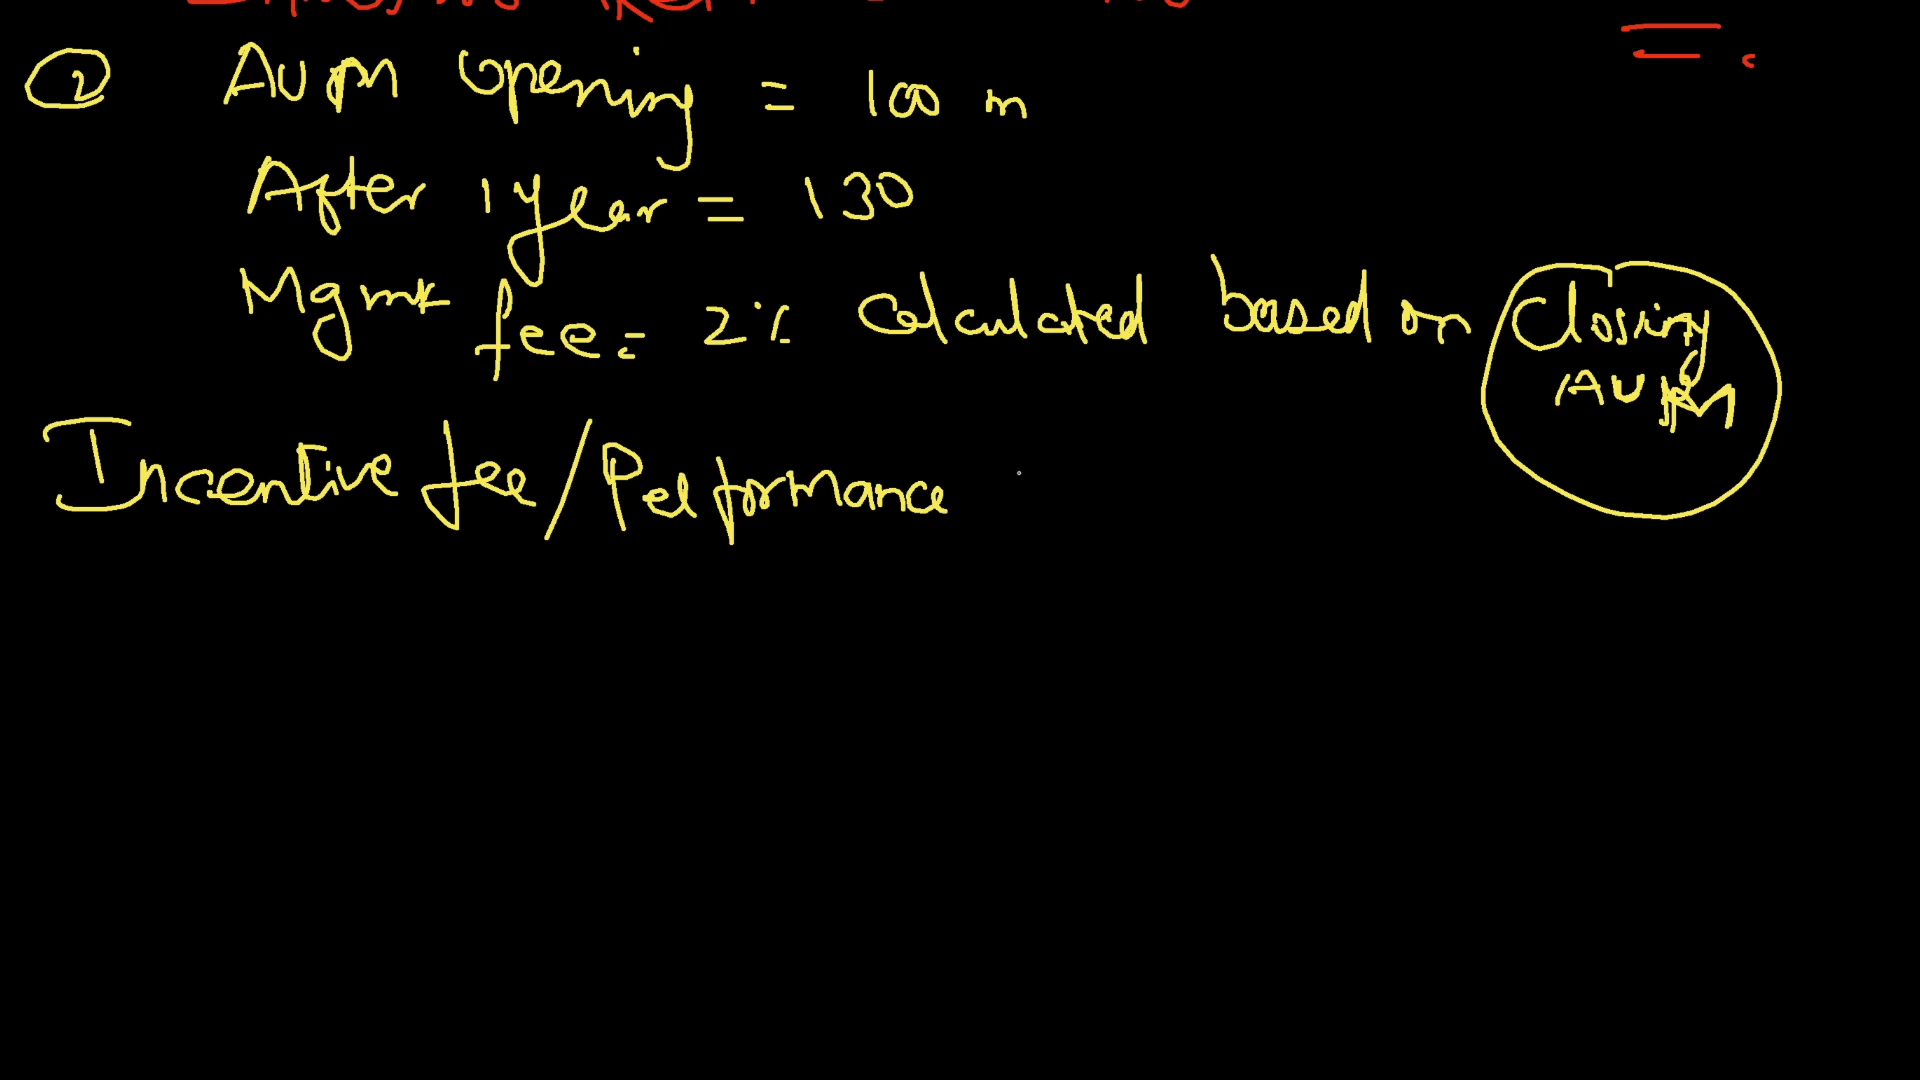 ② AUM opening = 100 m
After 1 year = 130
Mgmt fee = 2% calculated based on closing AUM
Incentive fee / Performance